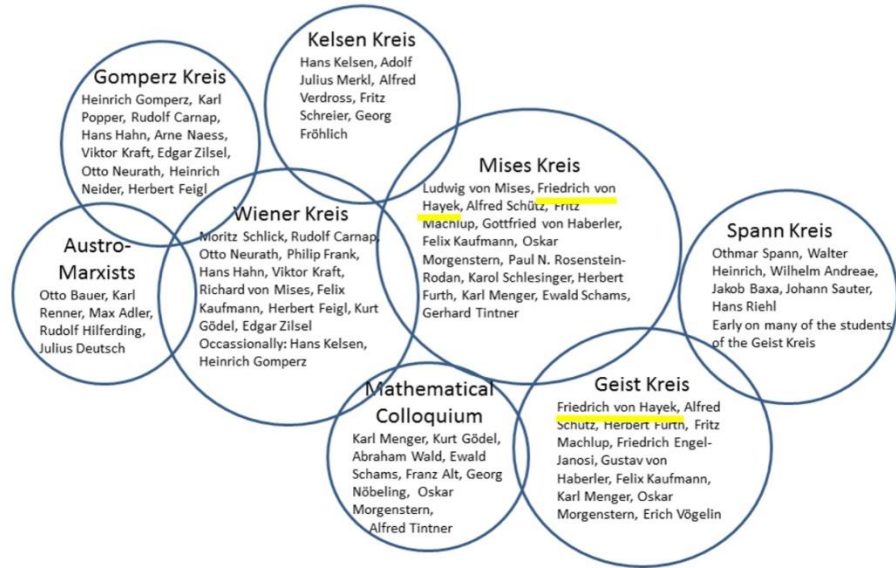 Kelsen Kreis
Hans Kelsen, Adolf
Julius Merkl, Alfred
Verdross, Fritz
Schreier, Georg
Fröhlich
Gomperz Kreis
Heinrich Gomperz, Karl
Popper, Rudolf Carnap,
Hans Hahn, Arne Naess,
Viktor Kraft, Edgar Zilsel,
Otto Neurath, Heinrich
Neider, Herbert Feigl
Mises Kreis
Ludwig von Mises, Friedrich von
Hayek, Alfred Schütz, Fritz
Machlup, Gottfried von Haberler,
Felix Kaufmann, Oskar
Morgenstern, Paul N. Rosenstein-
Rodan, Karol Schlesinger, Herbert
Furth, Karl Menger, Ewald Schams,
Gerhard Tintner
Wiener Kreis
Moritz Schlick, Rudolf Carnap,
Otto Neurath, Philip Frank,
Hans Hahn, Viktor Kraft,
Richard von Mises, Felix
Kaufmann, Herbert Feigl, Kurt
Gödel, Edgar Zilsel
Occassionally: Hans Kelsen,
Heinrich Gomperz
Austro-
Marxists
Otto Bauer, Karl
Renner, Max Adler,
Rudolf Hilferding,
Julius Deutsch
Spann Kreis
Othmar Spann, Walter
Heinrich, Wilhelm Andreae,
Jakob Baxa, Johann Sauter,
Hans Riehl
Early on many of the students
of the Geist Kreis
Mathematical
Colloquium
Karl Menger, Kurt Gödel,
Abraham Wald, Ewald
Schams, Franz Alt, Georg
Nöbeling, Oskar
Morgenstern,
Alfred Tintner
Geist Kreis
Friedrich von Hayek, Alfred
Schütz, Herbert Furth, Fritz
Machlup, Friedrich Engel-
Janosi, Gustav von
Haberler, Felix Kaufmann,
Karl Menger, Oskar
Morgenstern, Erich Vögelin